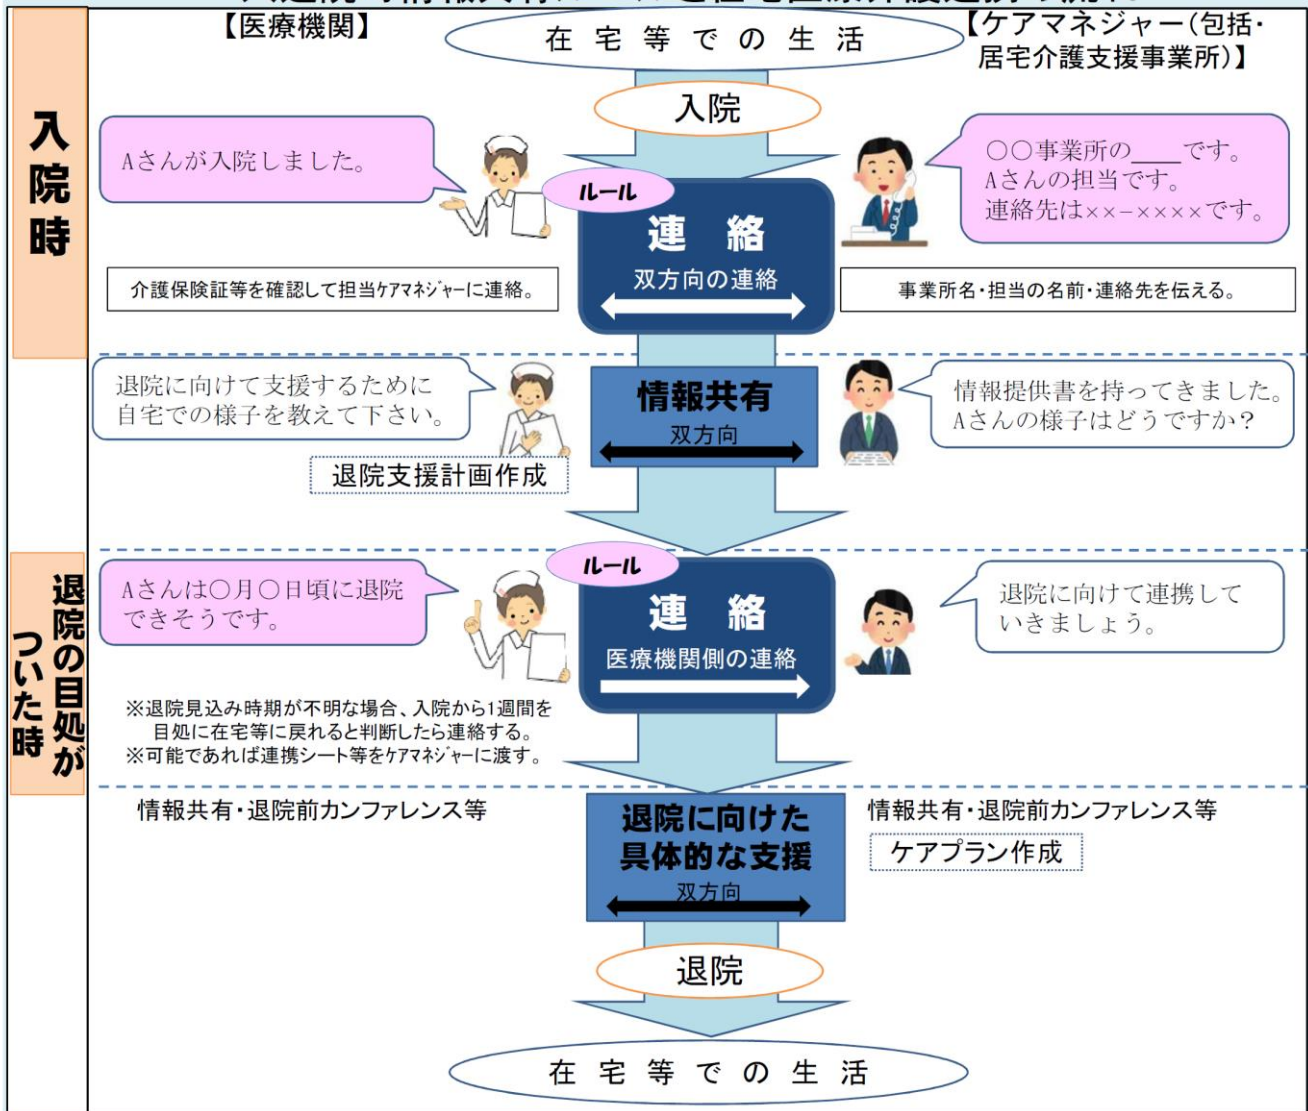 【医療機関】
在宅等での生活
【ケアマネジャー(包括・
居宅介護支援事業所)】
入院時
入院
Aさんが入院しました。
〇〇事業所の___です。
Aさんの担当です。
連絡先は××-××××です。
ルール
連絡
双方向の連絡
介護保険証等を確認して担当ケアマネジャーに連絡。
事業所名・担当の名前・連絡先を伝える。
退院に向けて支援するために
自宅での様子を教えて下さい。
情報共有
双方向
情報提供書を持ってきました。
Aさんの様子はどうですか?
退院支援計画作成
退院の目処が
ついた時
Aさんは〇月〇日頃に退院
できそうです。
ルール
連絡
医療機関側の連絡
退院に向けて連携して
いきましょう。
※退院見込み時期が不明な場合、入院から1週間を
目処に在宅等に戻れると判断したら連絡する。
※可能であれば連携シート等をケアマネジャーに渡す。
情報共有・退院前カンファレンス等
退院に向けた
具体的な支援
双方向
情報共有・退院前カンファレンス等
ケアプラン作成
退院
在宅等での生活